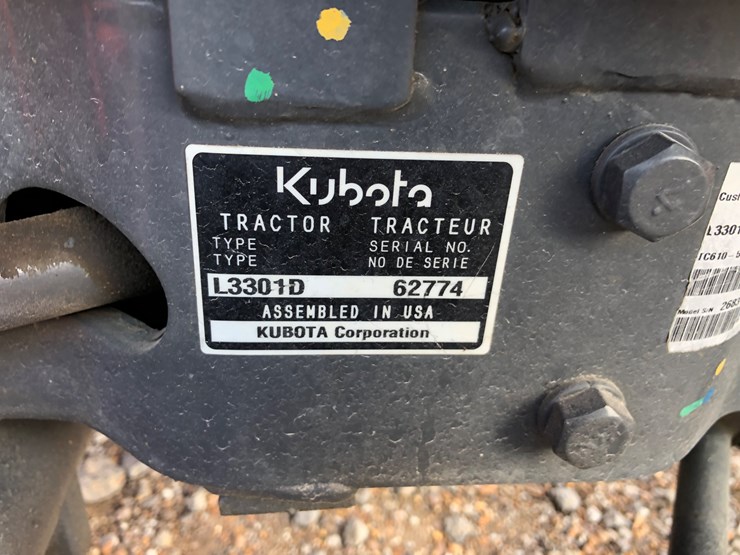 Kubota
TRACTOR TRACTEUR
TYPE SERIAL NO.
TYPE NO DE SERIE
L3301D 62774
ASSEMBLED IN USA
KUBOTA Corporation